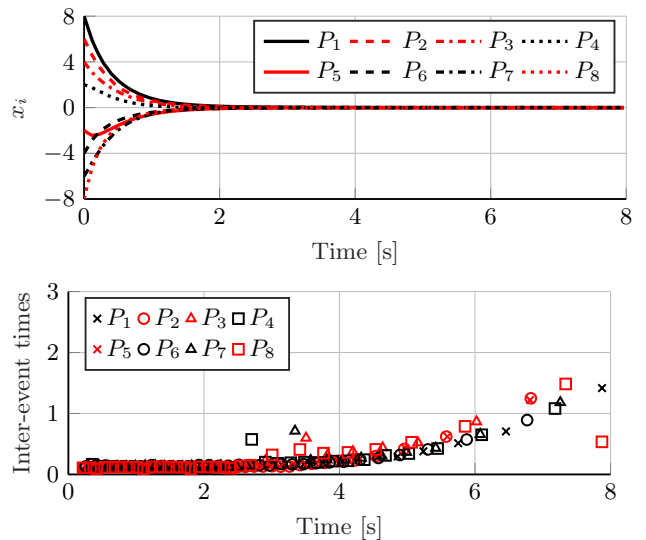 8
4
0
−4
−8
x_i
P_1 P_2 P_3 P_4
P_5 P_6 P_7 P_8
0 2 4 6 8
Time [s]
3
2
1
0
Inter-event times
P_1 P_2 P_3 P_4
P_5 P_6 P_7 P_8
0 2 4 6 8
Time [s]